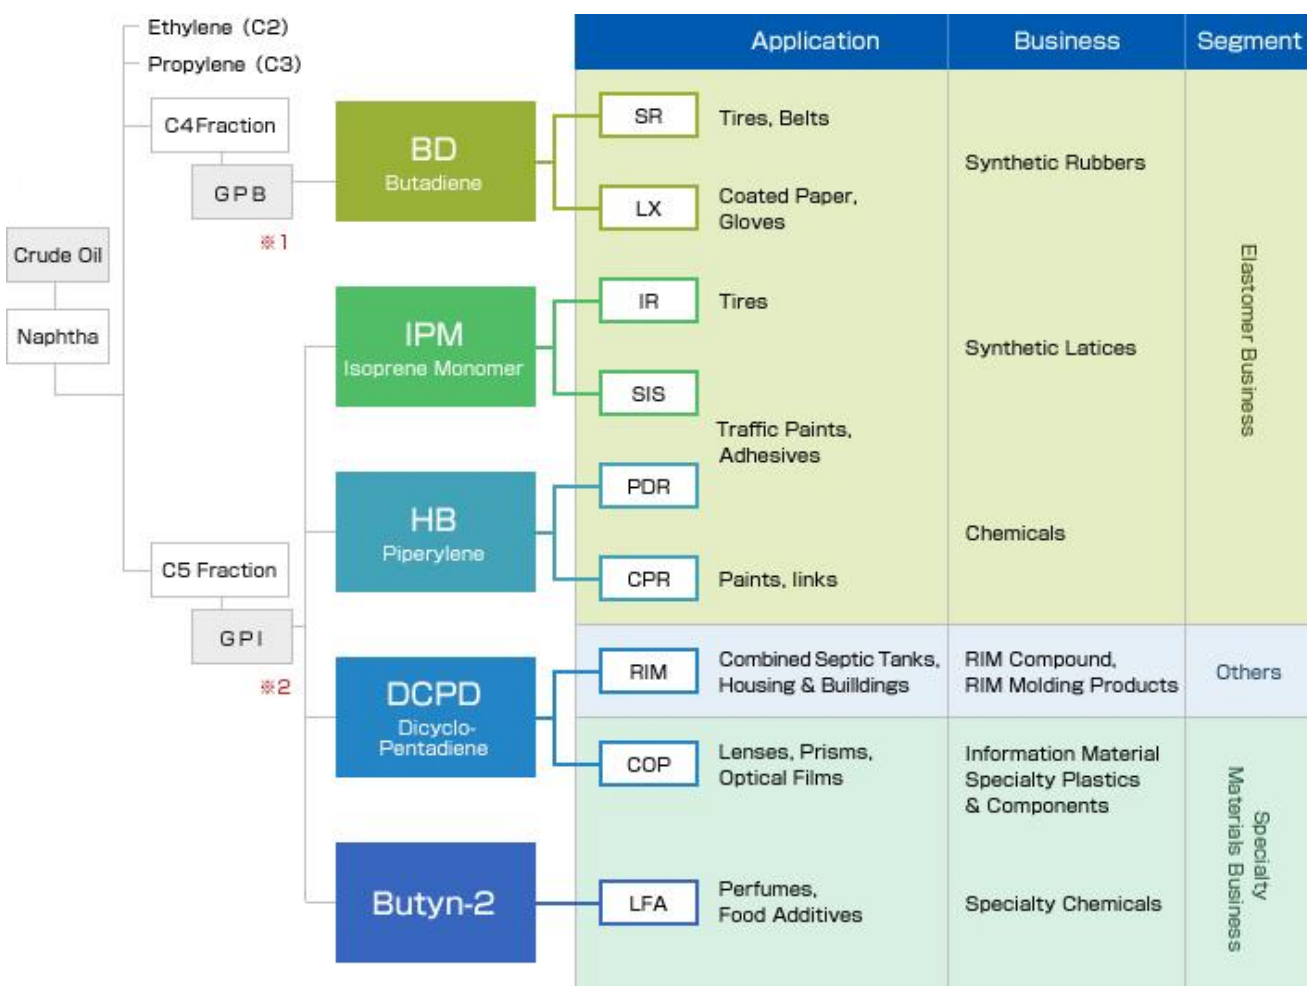 Ethylene (C2)
Propylene (C3)
C4Fraction
GPB
※1
Crude Oil
Naphtha
C5 Fraction
GPI
※2
BD
Butadiene
IPM
Isoprene Monomer
HB
Piperylene
DCPD
Dicyclo-
Pentadiene
Butyn-2
Application
Business
Segment
SR
Tires, Belts
LX
Coated Paper,
Gloves
Synthetic Rubbers
IR
Tires
Synthetic Latices
SIS
Traffic Paints,
Adhesives
PDR
Chemicals
CPR
Paints, links
Elastomer Business
RIM
Combined Septic Tanks,
Housing & Builldings
RIM Compound,
RIM Molding Products
Others
COP
Lenses, Prisms,
Optical Films
Information Material
Specialty Plastics
& Components
LFA
Perfumes,
Food Additives
Specialty Chemicals
Specialty
Materials Business